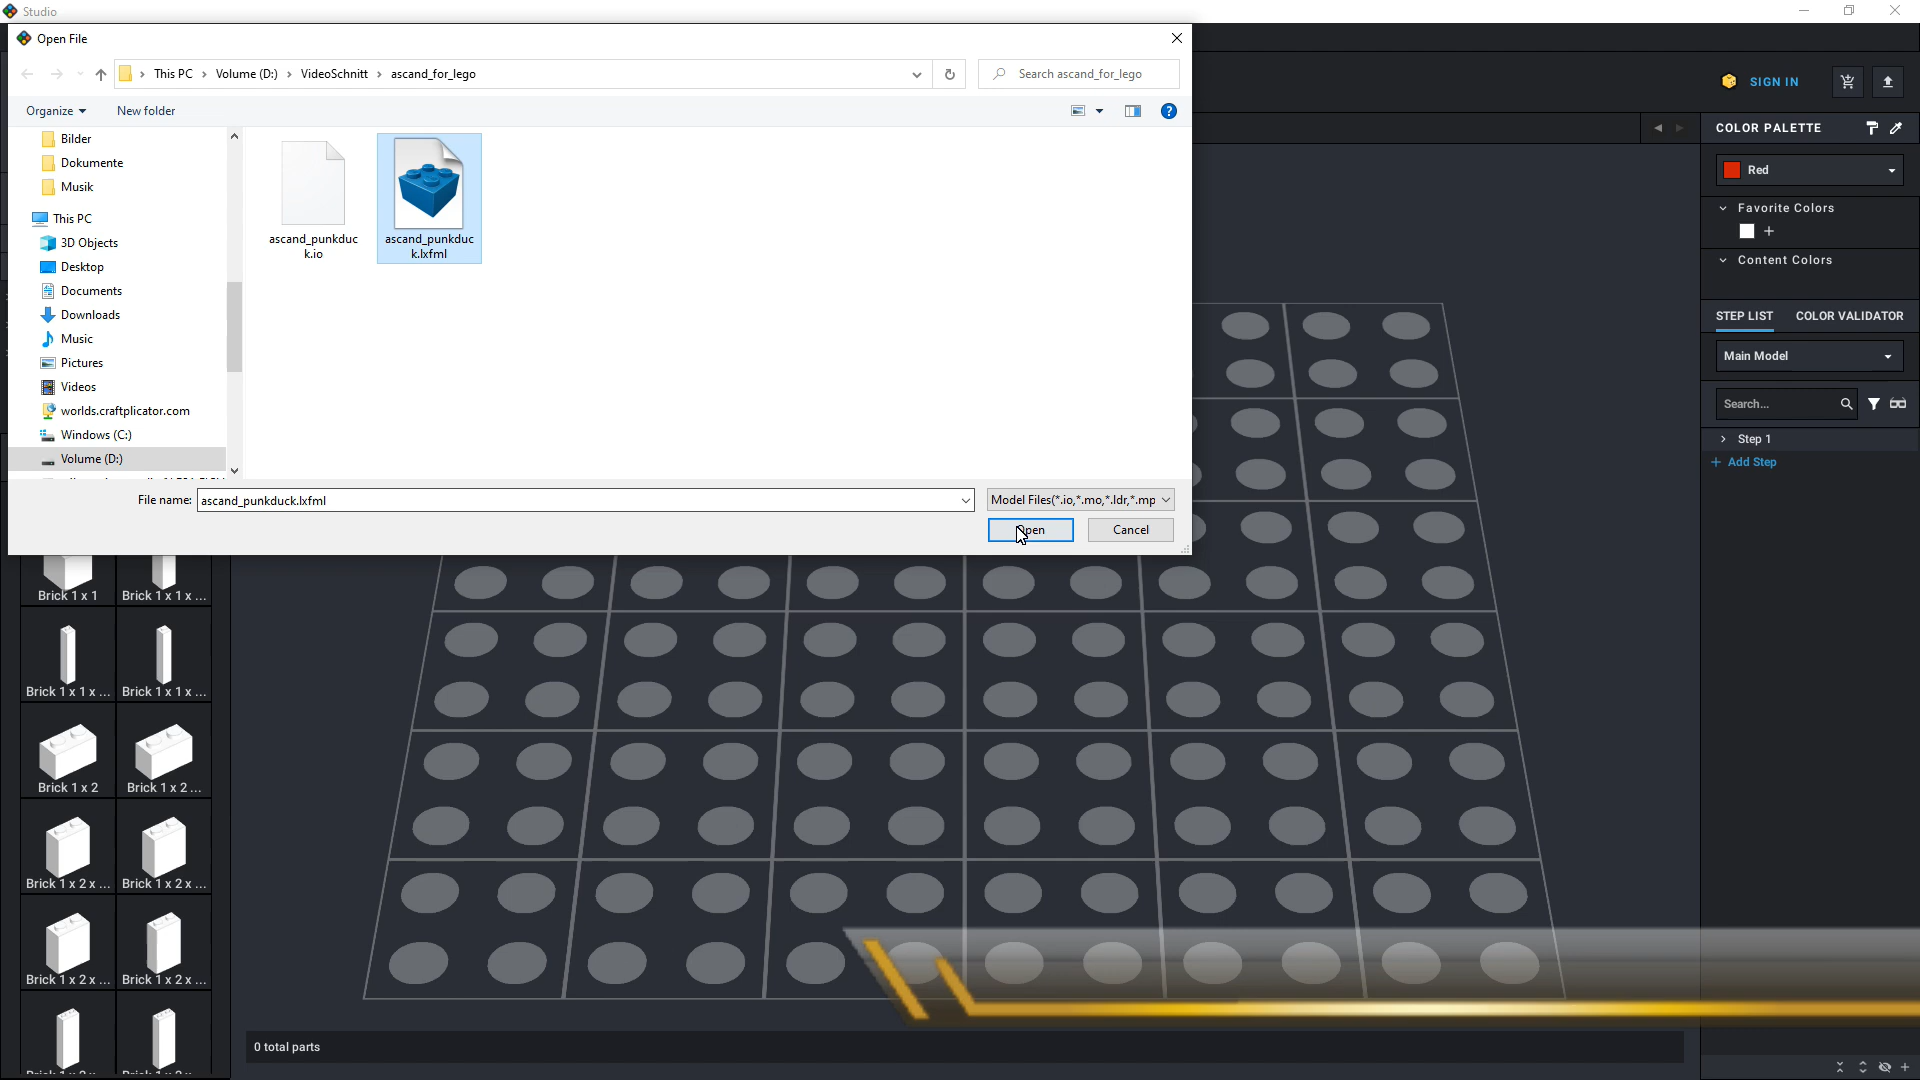 Studio
Open File
This PC
Volume (D:)
VideoSchnitt
ascand_for_lego
Search ascand_for_lego
Organize
New folder
SIGN IN
Bilder
Dokumente
Musik
This PC
3D Objects
Desktop
Documents
Downloads
Music
Pictures
Videos
worlds.craftplicator.com
Windows (C:)
Volume (D:)
ascand_punkduc
k.io
ascand_punkduc
k.lxfml
File name:
ascand_punkduck.lxfml
Model Files(*.io,*.mo,*.ldr,*.mp
Open
Cancel
Brick 1 x 1
Brick 1 x 1 x ...
Brick 1 x 1 x ...
Brick 1 x 1 x ...
Brick 1 x 2
Brick 1 x 2 ...
Brick 1 x 2 x ...
Brick 1 x 2 x ...
Brick 1 x 2 x ...
Brick 1 x 2 x ...
0 total parts
COLOR PALETTE
Red
Favorite Colors
Content Colors
STEP LIST
COLOR VALIDATOR
Main Model
Search...
Step 1
Add Step